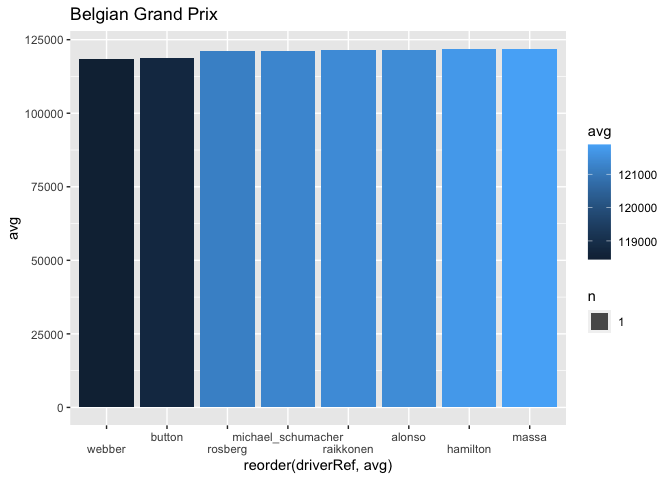 Belgian Grand Prix
125000
100000
75000
50000
25000
0
avg
button michael_schumacher alonso massa
webber rosberg raikkonen hamilton
reorder(driverRef, avg)
avg
121000
120000
119000
n
1